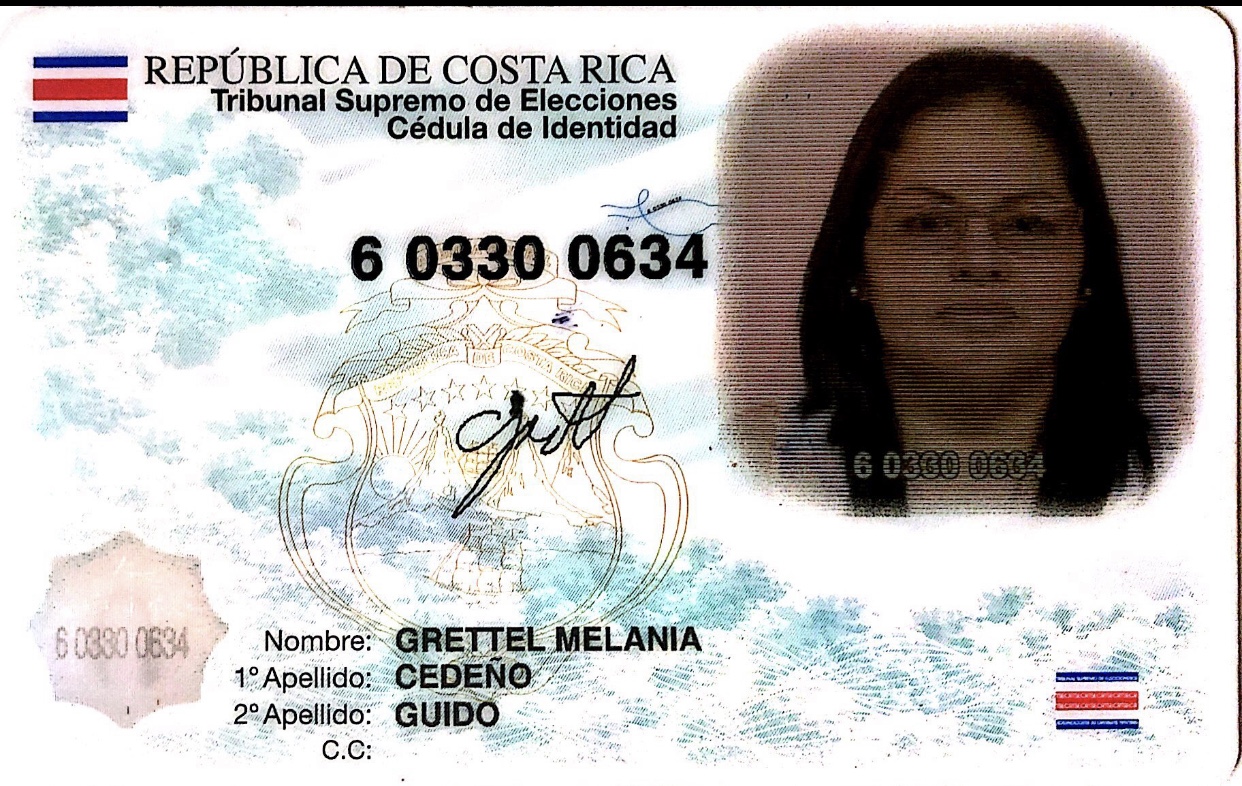 REPÚBLICA DE COSTA RICA
Tribunal Supremo de Elecciones
Cédula de Identidad
6 0330 0634
6 0330 0634
6 0330 0634
Nombre: GRETTEL MELANIA
1º Apellido: CEDEÑO
2º Apellido: GUIDO
C.C: